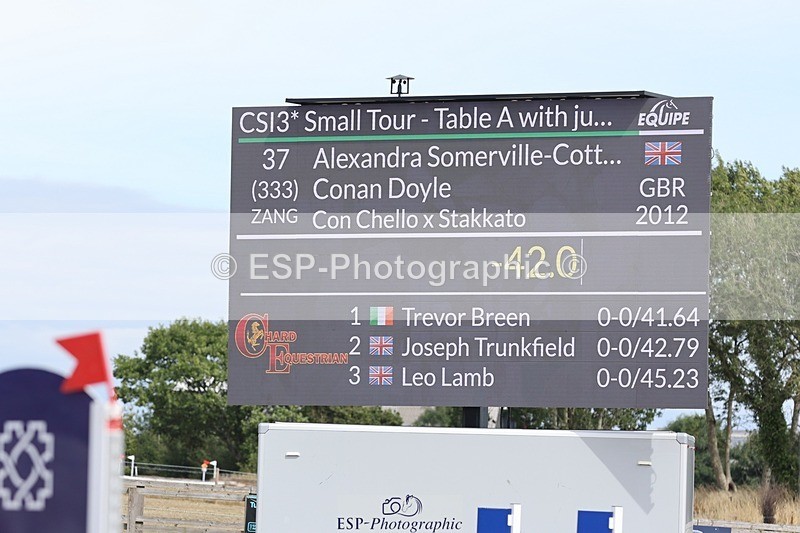 CSI3* Small Tour - Table A with ju...
EQUIPE
37 Alexandra Somerville-Cott...
(333) Conan Doyle GBR
ZANG Con Chello x Stakkato 2012
-42.0
© ESP-Photographic ©
1 Trevor Breen 0-0/41.64
CHARD EQUESTRIAN
2 Joseph Trunkfield 0-0/42.79
3 Leo Lamb 0-0/45.23
ESP-Photographic